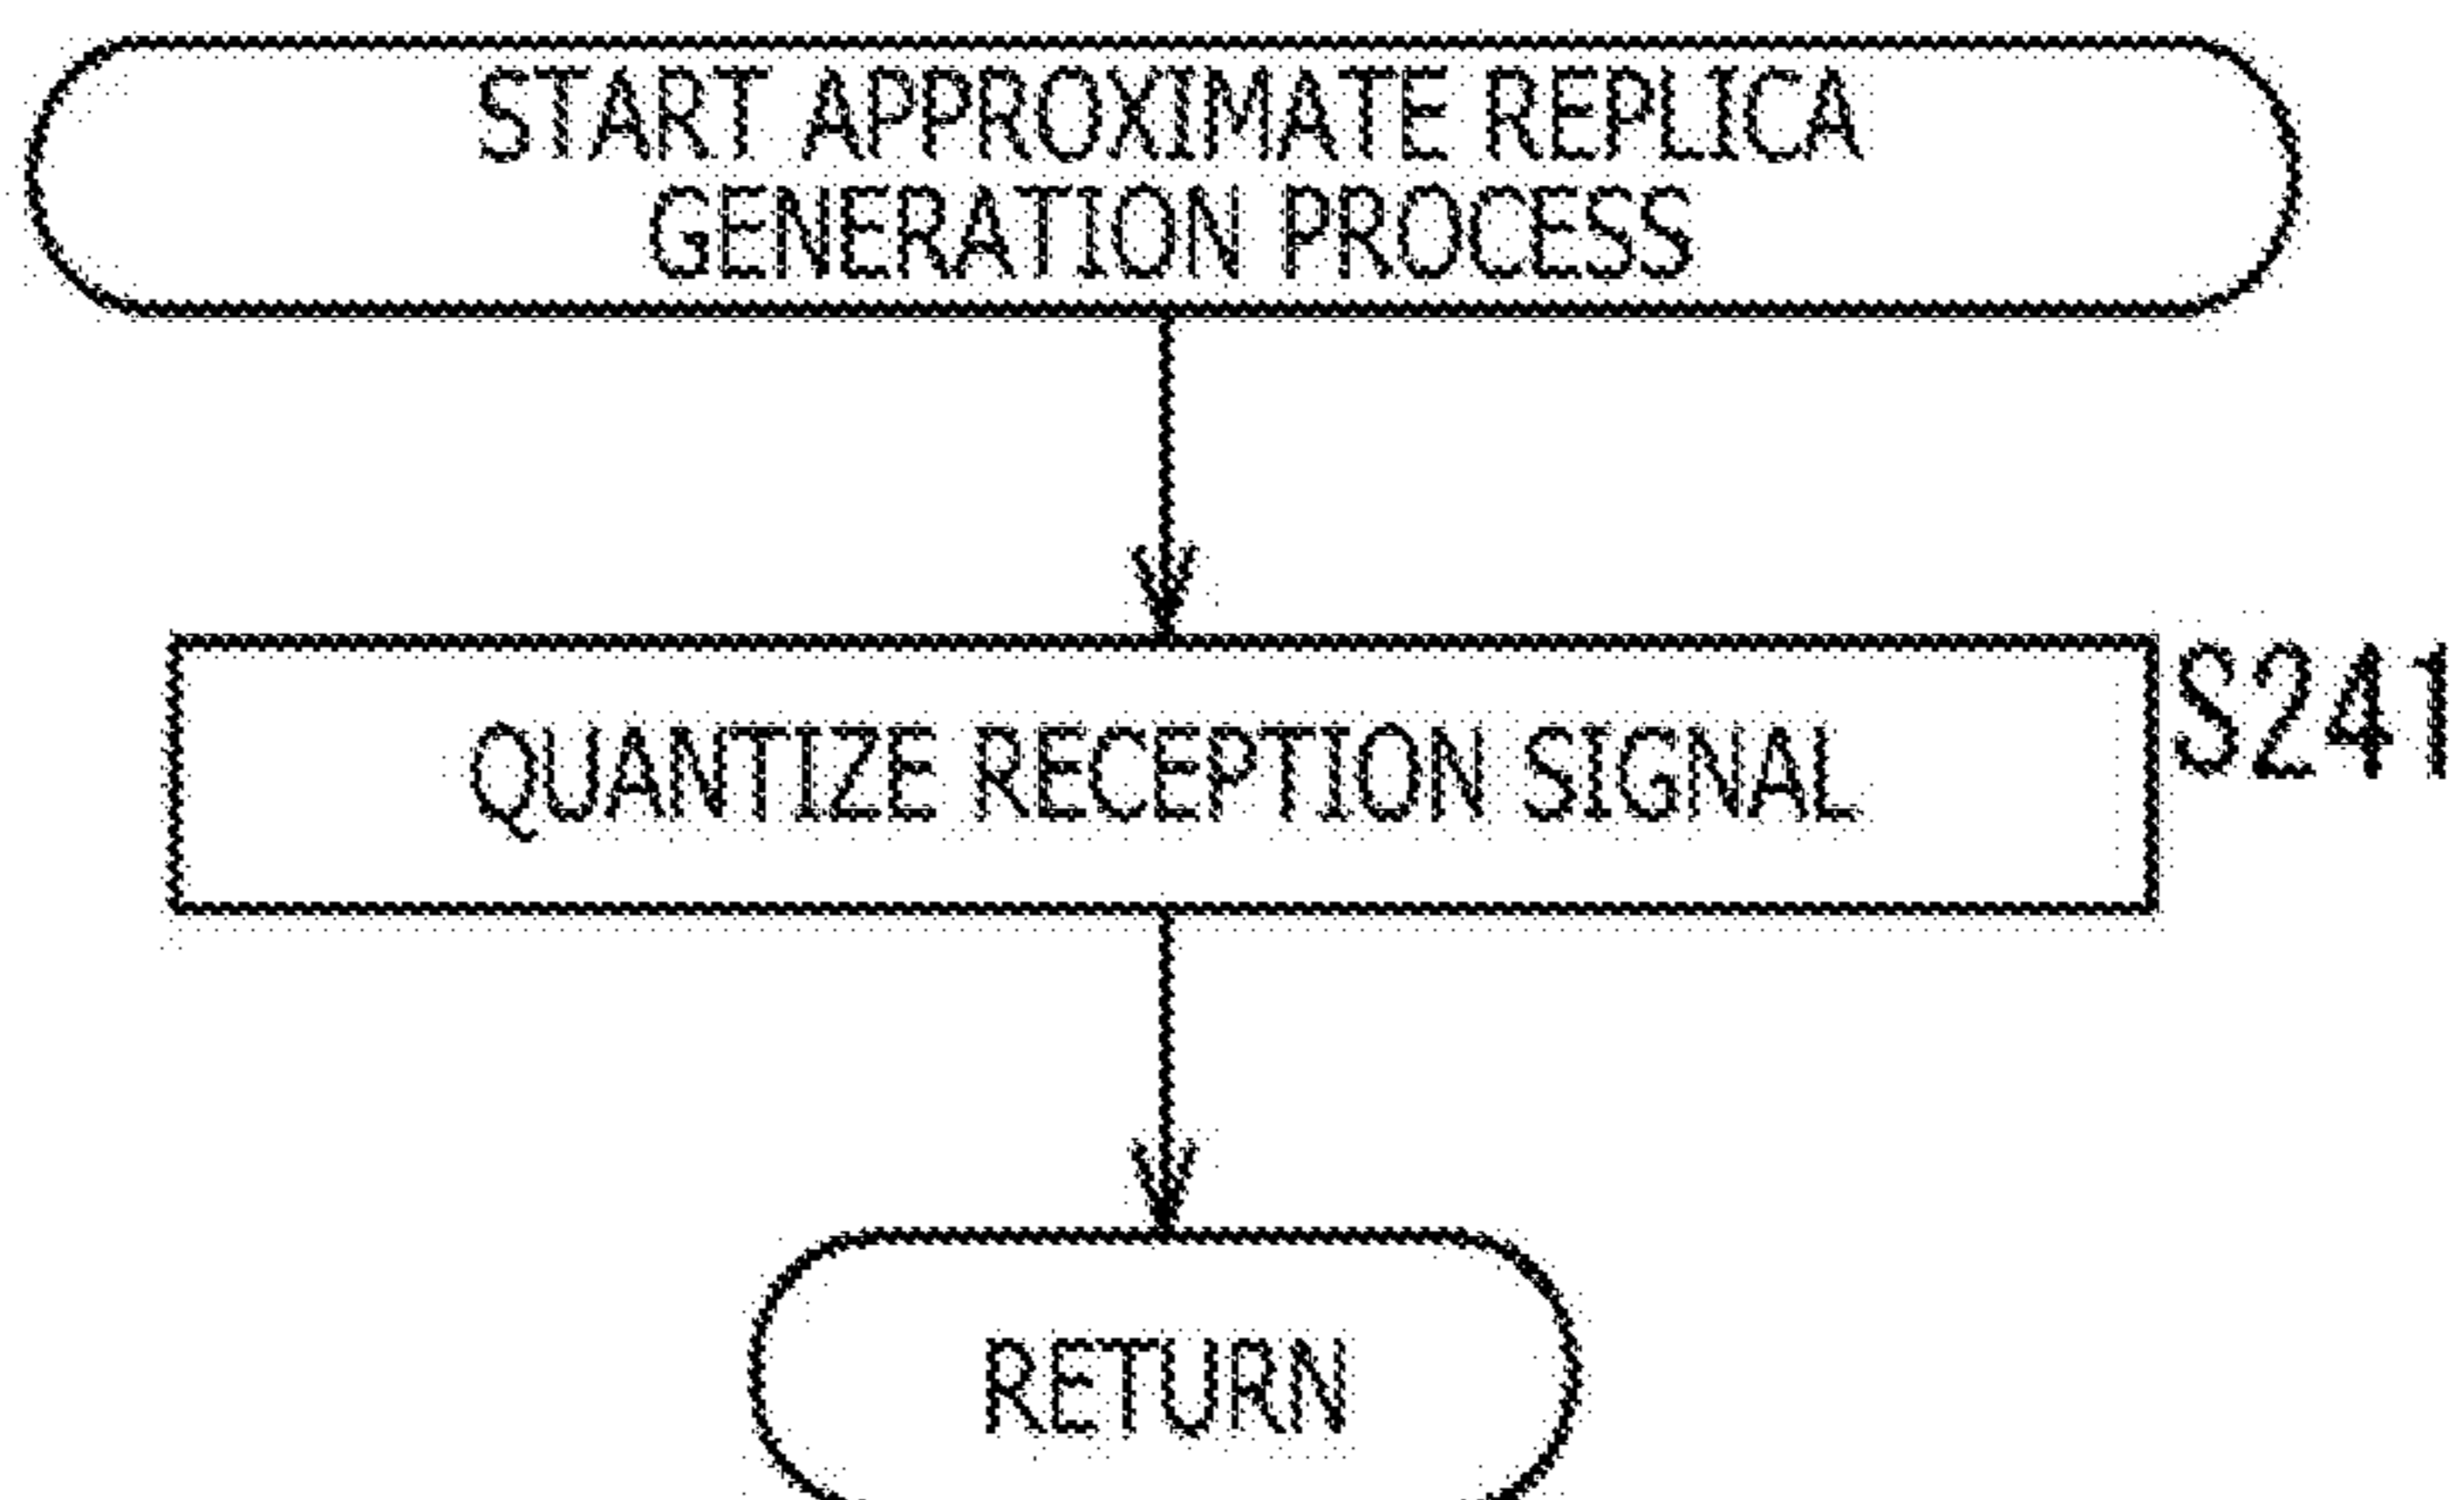 START APPROXIMATE REPLICA
GENERATION PROCESS
QUANTIZE RECEPTION SIGNAL
S241
RETURN